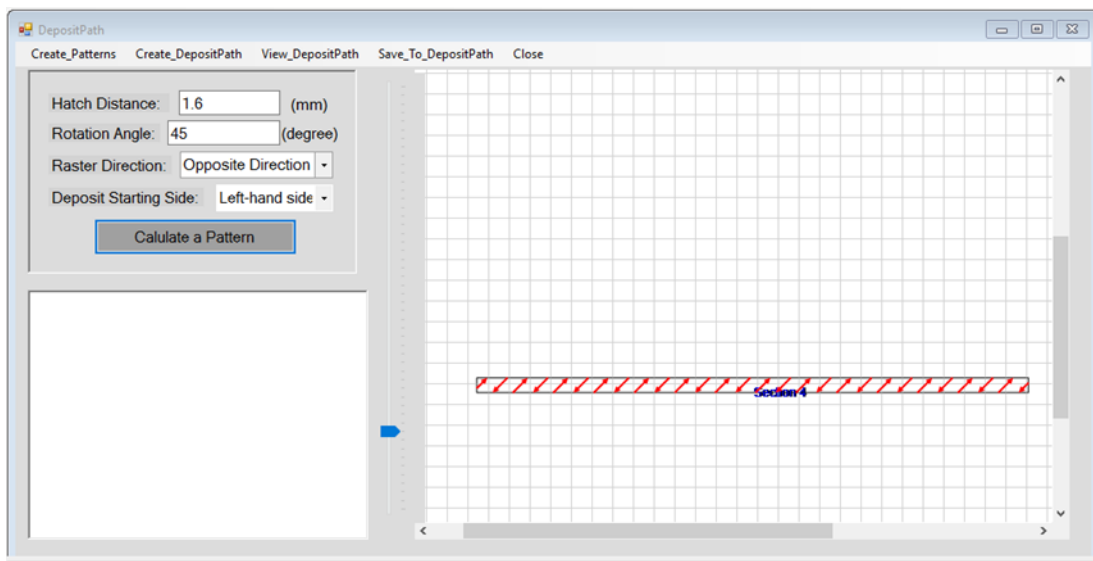 DepositPath
Create_Patterns Create_DepositPath View_DepositPath Save_To_DepositPath Close
Hatch Distance: 1.6 (mm)
Rotation Angle: 45 (degree)
Raster Direction: Opposite Direction
Deposit Starting Side: Left-hand side
Calulate a Pattern
Section 4